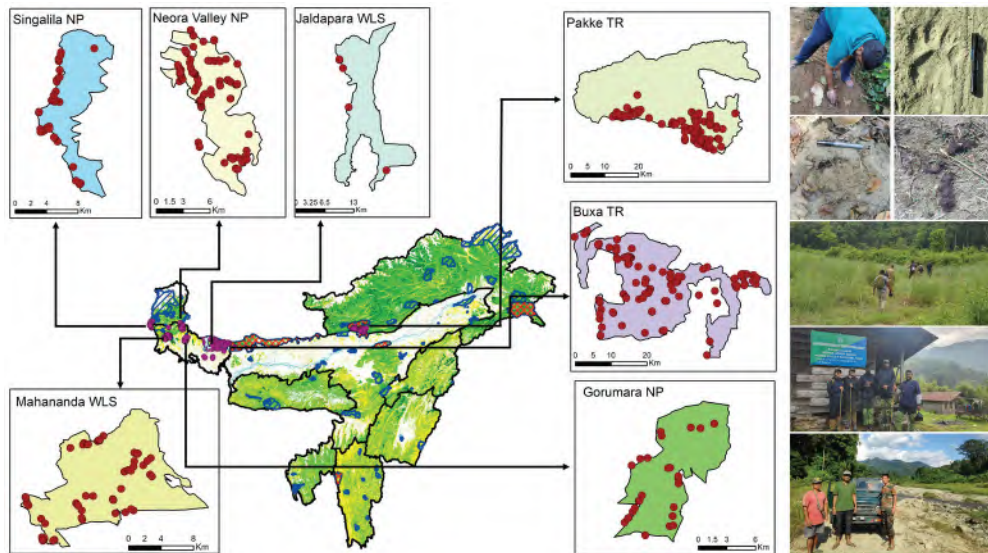 Singalila NP
0 2 4 8
Km
Neora Valley NP
0 1.5 3 6
Km
Jaldapara WLS
0 3.25 6.5 13
Km
Pakke TR
0 5 10 20
Km
Buxa TR
0 5 10 20
Km
Mahananda WLS
0 2 4 8
Km
Gorumara NP
0 1.5 3 6
Km